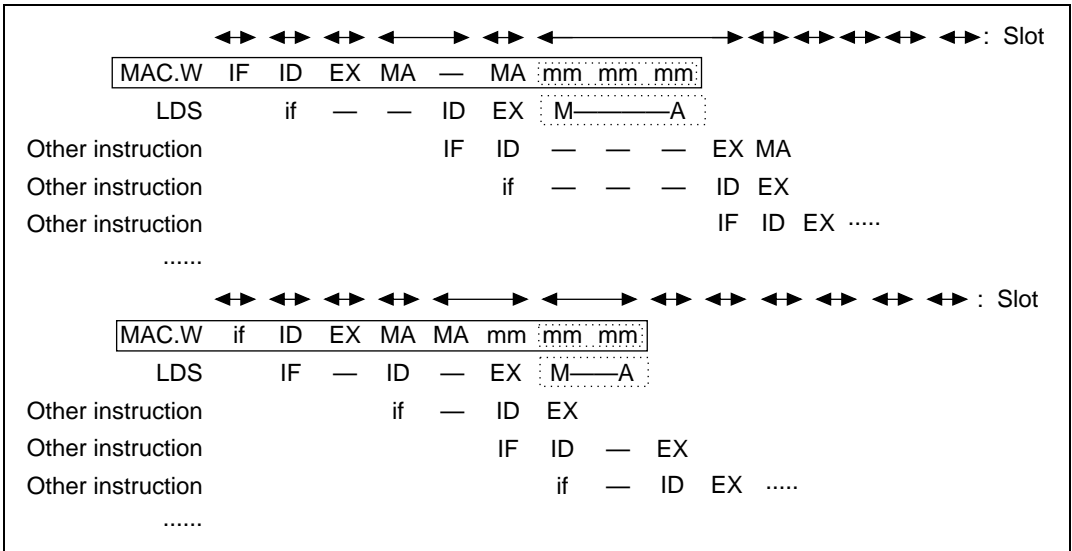 : Slot
MAC.W IF ID EX MA — MA mm mm mm
LDS if — — ID EX M————A
Other instruction IF ID — — — EX MA
Other instruction if — — — ID EX
Other instruction IF ID EX .....
......
: Slot
MAC.W if ID EX MA MA mm mm mm
LDS IF — ID — EX M——A
Other instruction if — ID EX
Other instruction IF ID — EX
Other instruction if — ID EX .....
......